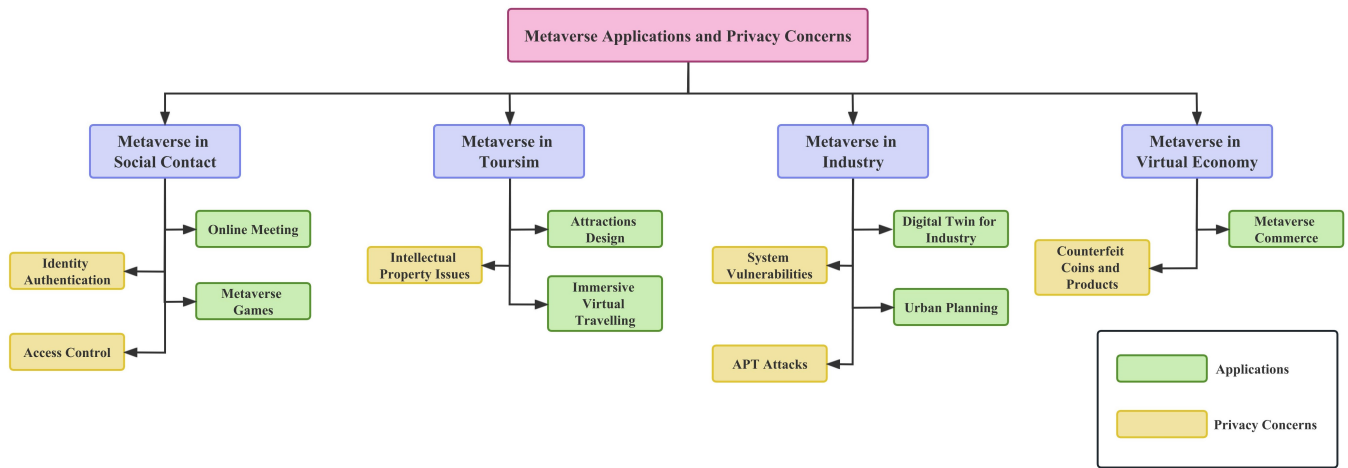 Metaverse Applications and Privacy Concerns
Metaverse in
Social Contact
Metaverse in
Toursim
Metaverse in
Industry
Metaverse in
Virtual Economy
Online Meeting
Identity
Authentication
Metaverse
Games
Access Control
Attractions
Design
Intellectual
Property Issues
Immersive
Virtual
Travelling
Digital Twin for
Industry
System
Vulnerabilities
Urban Planning
APT Attacks
Metaverse
Commerce
Counterfeit
Coins and
Products
Applications
Privacy Concerns